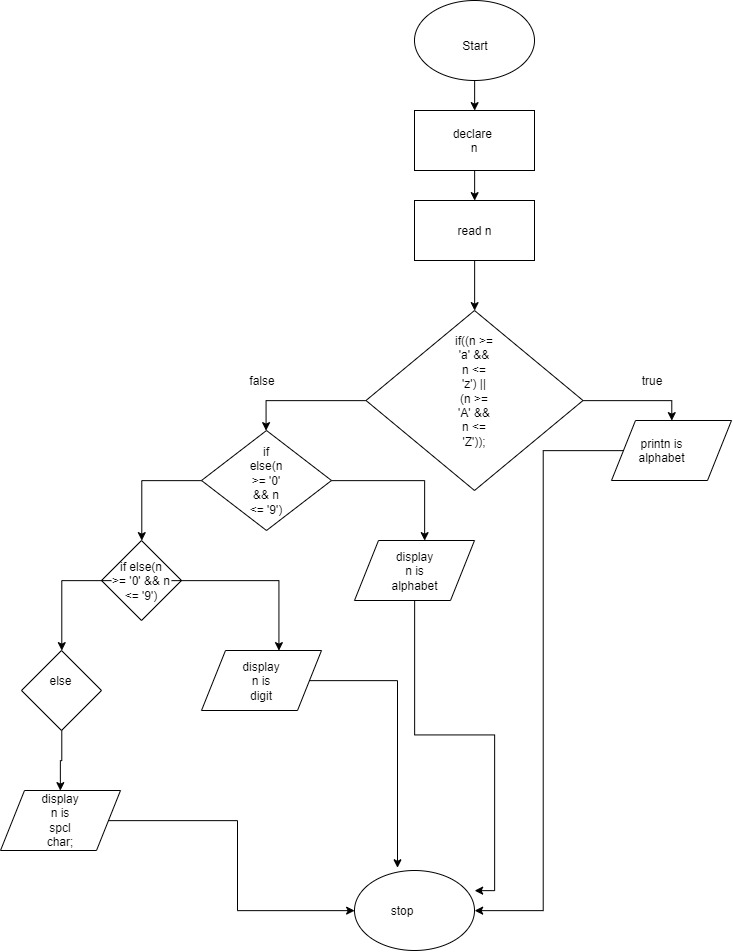 Start
declare
n
read n
if((n >=
'a' &&
n <=
'z') ||
(n >=
'A' &&
n <=
'Z'));
false
true
printn is
alphabet
if
else(n
>= '0'
&& n
<= '9')
if else(n
>= '0' && n
<= '9')
display
n is
alphabet
else
display
n is
digit
display
n is
spcl
char;
stop